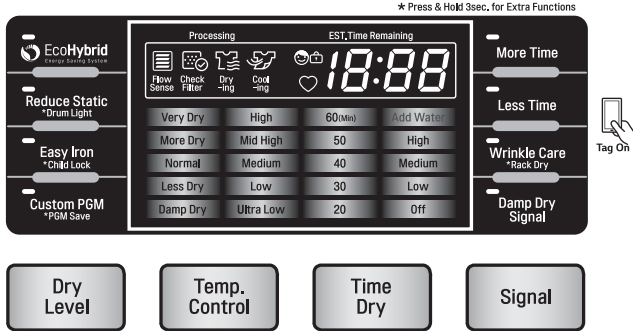 * Press & Hold 3sec. for Extra Functions
Processing
EST.Time Remaining
EcoHybrid
Energy Saving System
Reduce Static
*Drum Light
Easy Iron
*Child Lock
Custom PGM
*PGM Save
Flow Sense
Check Filter
Dry -ing
Cool -ing
18:88
Very Dry High 60(Min) Add Water
More Dry Mid High 50 High
Normal Medium 40 Medium
Less Dry Low 30 Low
Damp Dry Ultra Low 20 Off
More Time
Less Time
Wrinkle Care
*Rack Dry
Damp Dry
Signal
Tag On
Dry
Level
Temp.
Control
Time
Dry
Signal